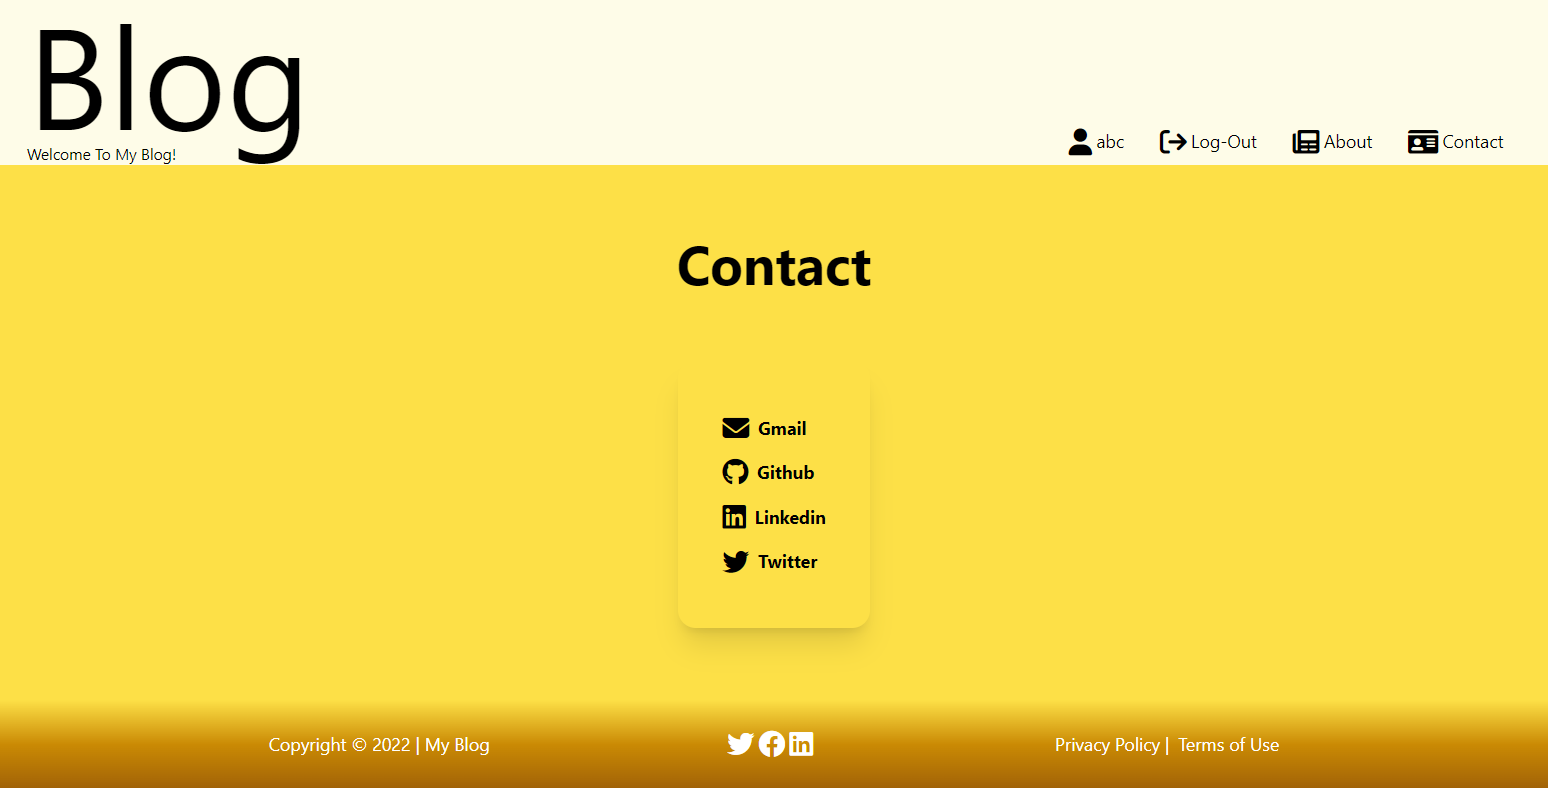 Blog
Welcome To My Blog!
abc Log-Out About Contact
Contact
Gmail
Github
Linkedin
Twitter
Copyright © 2022 | My Blog
Privacy Policy | Terms of Use